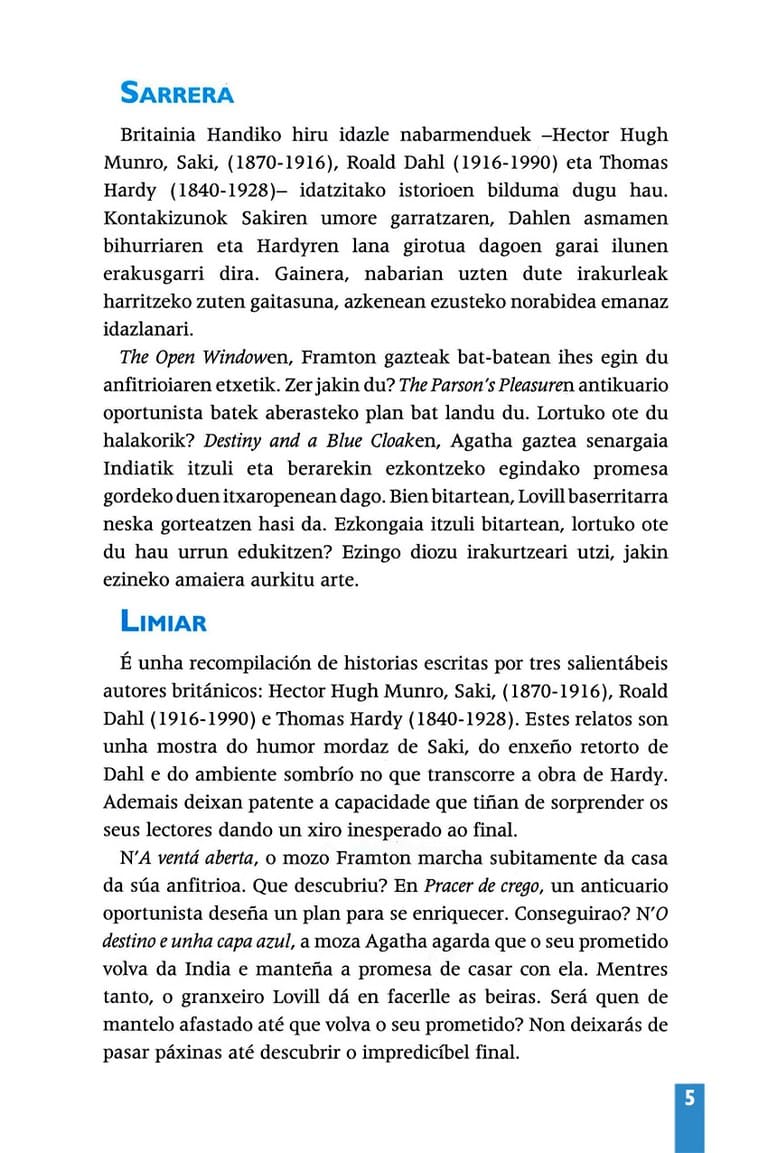 SARRERA
Britainia Handiko hiru idazle nabarmenduek –Hector Hugh
Munro, Saki, (1870-1916), Roald Dahl (1916-1990) eta Thomas
Hardy (1840-1928)– idatzitako istorioen bilduma dugu hau.
Kontakizunok Sakiren umore garratzaren, Dahlen asmamen
bihurriaren eta Hardyren lana girotua dagoen garai ilunen
erakusgarri dira. Gainera, nabarian uzten dute irakurleak
harritzeko zuten gaitasuna, azkenean ezusteko norabidea emanaz
idazlanari.
The Open Windowen, Framton gazteak bat-batean ihes egin du
anfitrioiaren etxetik. Zer jakin du? The Parson's Pleasuren antikuario
oportunista batek aberasteko plan bat landu du. Lortuko ote du
halakorik? Destiny and a Blue Cloaken, Agatha gaztea senargaia
Indiatik itzuli eta berarekin ezkontzeko egindako promesa
gordeko duen itxaropenean dago. Bien bitartean, Lovill baserritarra
neska gorteatzen hasi da. Ezkongaia itzuli bitartean, lortuko ote
du hau urrun edukitzen? Ezingo diozu irakurtzeari utzi, jakin
ezineko amaiera aurkitu arte.
LIMIAR
É unha recompilación de historias escritas por tres salientábeis
autores británicos: Hector Hugh Munro, Saki, (1870-1916), Roald
Dahl (1916-1990) e Thomas Hardy (1840-1928). Estes relatos son
unha mostra do humor mordaz de Saki, do enxeño retorto de
Dahl e do ambiente sombrío no que transcorre a obra de Hardy.
Ademais deixan patente a capacidade que tiñan de sorprender os
seus lectores dando un xiro inesperado ao final.
N'A ventá aberta, o mozo Framton marcha subitamente da casa
da súa anfitrioa. Que descubriu? En Pracer de crego, un anticuario
oportunista deseña un plan para se enriquecer. Conseguirao? N'O
destino e unha capa azul, a moza Agatha agarda que o seu prometido
volva da India e manteña a promesa de casar con ela. Mentres
tanto, o granxeiro Lovill dá en facerlle as beiras. Será quen de
mantelo afastado até que volva o seu prometido? Non deixarás de
pasar páxinas até descubrir o impredicíbel final.
5